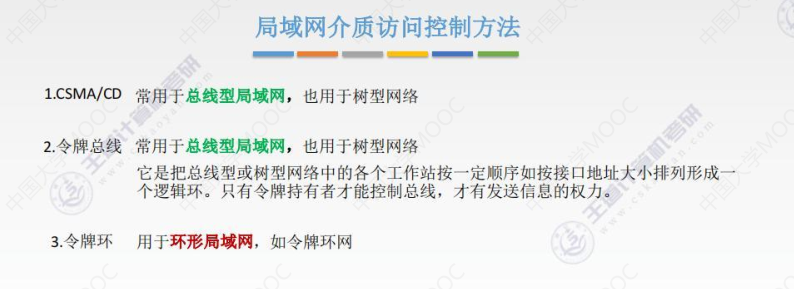 局域网介质访问控制方法
1.CSMA/CD 常用于总线型局域网，也用于树型网络
2.令牌总线 常用于总线型局域网，也用于树型网络
它是把总线型或树型网络中的各个工作站按一定顺序如按接口地址大小排列形成一
个逻辑环。只有令牌持有者才能控制总线，才有发送信息的权力。
3.令牌环 用于环形局域网，如令牌环网